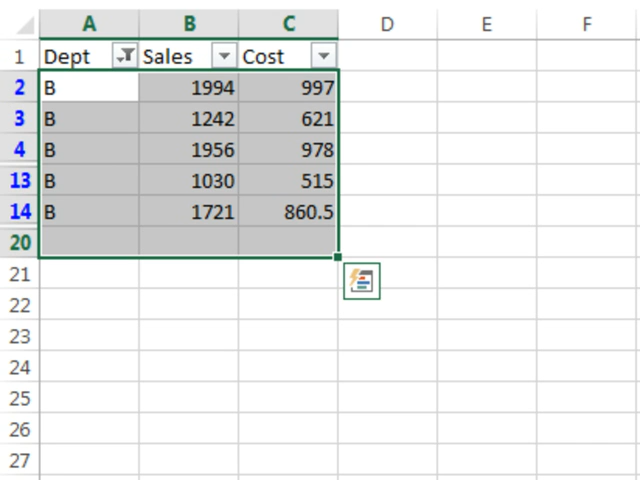 A B C D E F
1 Dept Sales Cost
2 B 1994 997
3 B 1242 621
4 B 1956 978
13 B 1030 515
14 B 1721 860.5
20
21
22
23
24
25
26
27